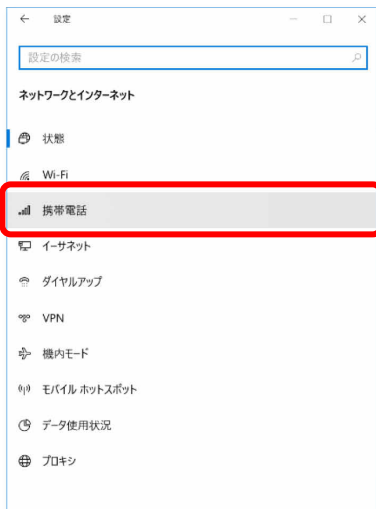 設定
設定の検索
ネットワークとインターネット
状態
Wi-Fi
携帯電話
イーサネット
ダイヤルアップ
VPN
機内モード
モバイル ホットスポット
データ使用状況
プロキシ